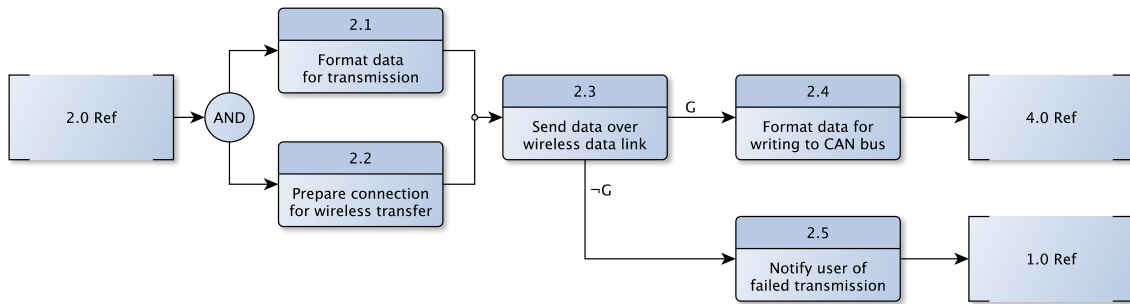 2.0 Ref
AND
2.1
Format data
for transmission
2.2
Prepare connection
for wireless transfer
2.3
Send data over
wireless data link
G
¬G
2.4
Format data for
writing to CAN bus
4.0 Ref
2.5
Notify user of
failed transmission
1.0 Ref